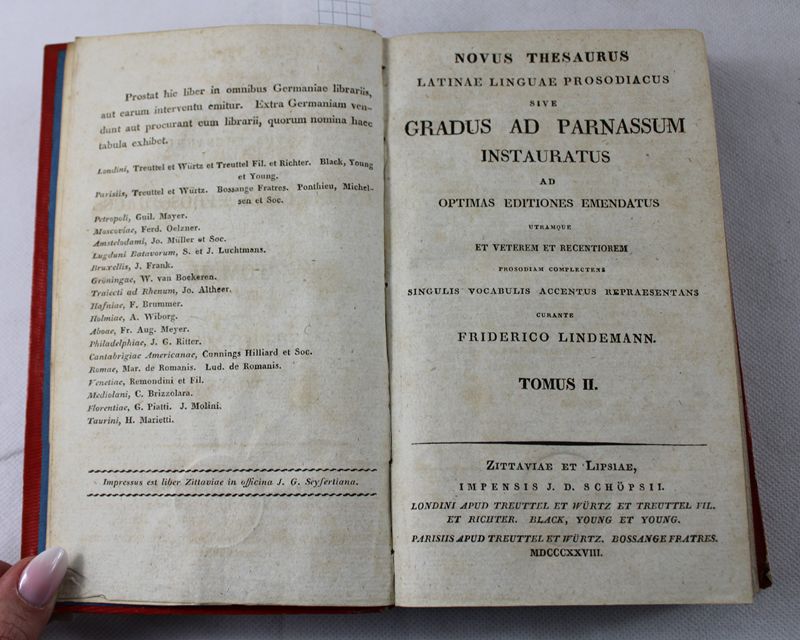 Prostat hic liber in omnibus Germaniae librariis,
aut earum interventu emitur. Extra Germaniam ven-
dunt aut procurant eum librarii, quorum nomina haec
tabula exhibet.
Londini, Treuttel et Würtz et Treuttel Fil. et Richter. Black, Young
et Young.
Parisiis, Treuttel et Würtz. Bossange Fratres. Ponthieu, Michel-
sen et Soc.
Petropoli, Guil. Mayer.
Moscoviae, Ferd. Oelzner.
Amstelodami, Jo. Müller et Soc.
Lugduni Batavorum, S. et J. Luchtmans.
Bruxellis, J. Frank.
Gröningae, W. van Boekeren.
Traiecti ad Rhenum, Jo. Altheer.
Hafniae, F. Brummer.
Holmiae, A. Wiborg.
Aboae, Fr. Aug. Meyer.
Philadelphiae, J. G. Ritter.
Cantabrigiae Americanae, Cunnings Hilliard et Soc.
Romae, Mar. de Romanis. Lud. de Romanis.
Venetiae, Remondini et Fil.
Mediolani, C. Brizzolara.
Florentiae, G. Piatti. J. Molini.
Taurini, H. Marietti.
Impressus est liber Zittaviae in officina J. G. Seyfertiana.
NOVUS THESAURUS
LATINAE LINGUAE PROSODIACUS
SIVE
GRADUS AD PARNASSUM
INSTAURATUS
AD
OPTIMAS EDITIONES EMENDATUS
UTRAMQUE
ET VETEREM ET RECENTIOREM
PROSODIAM COMPLECTENS
SINGULIS VOCABULIS ACCENTUS REPRAESENTANS
CURANTE
FRIDERICO LINDEMANN.
TOMUS II.
ZITTAVIAE ET LIPSIAE,
IMPENSIS J. D. SCHÖPSII.
LONDINI APUD TREUTTEL ET WÜRTZ ET TREUTTEL FIL.
ET RICHTER. BLACK, YOUNG ET YOUNG.
PARISIIS APUD TREUTTEL ET WÜRTZ. BOSSANGE FRATRES.
MDCCCXXVIII.